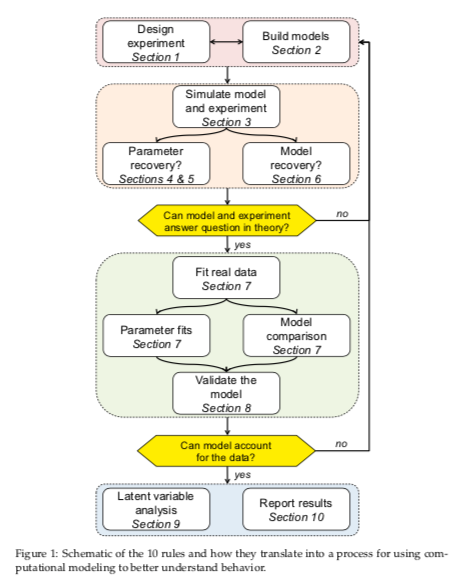 Design
experiment
Section 1
Build models
Section 2
Simulate model
and experiment
Section 3
Parameter
recovery?
Sections 4 & 5
Model
recovery?
Section 6
Can model and experiment
answer question in theory?
no
yes
Fit real data
Section 7
Parameter fits
Section 7
Model
comparison
Section 7
Validate the
model
Section 8
Can model account
for the data?
no
yes
Latent variable
analysis
Section 9
Report results
Section 10
Figure 1: Schematic of the 10 rules and how they translate into a process for using com-
putational modeling to better understand behavior.